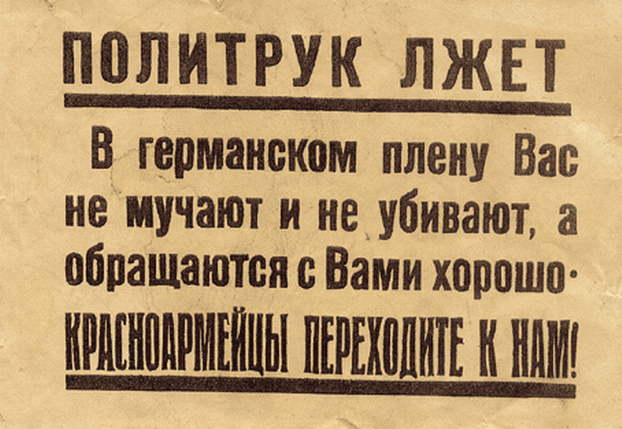 ПОЛИТРУК ЛЖЕТ
В германском плену Вас
не мучают и не убивают, а
обращаются с Вами хорошо.
КРАСНОАРМЕЙЦЫ ПЕРЕХОДИТЕ К НАМ!